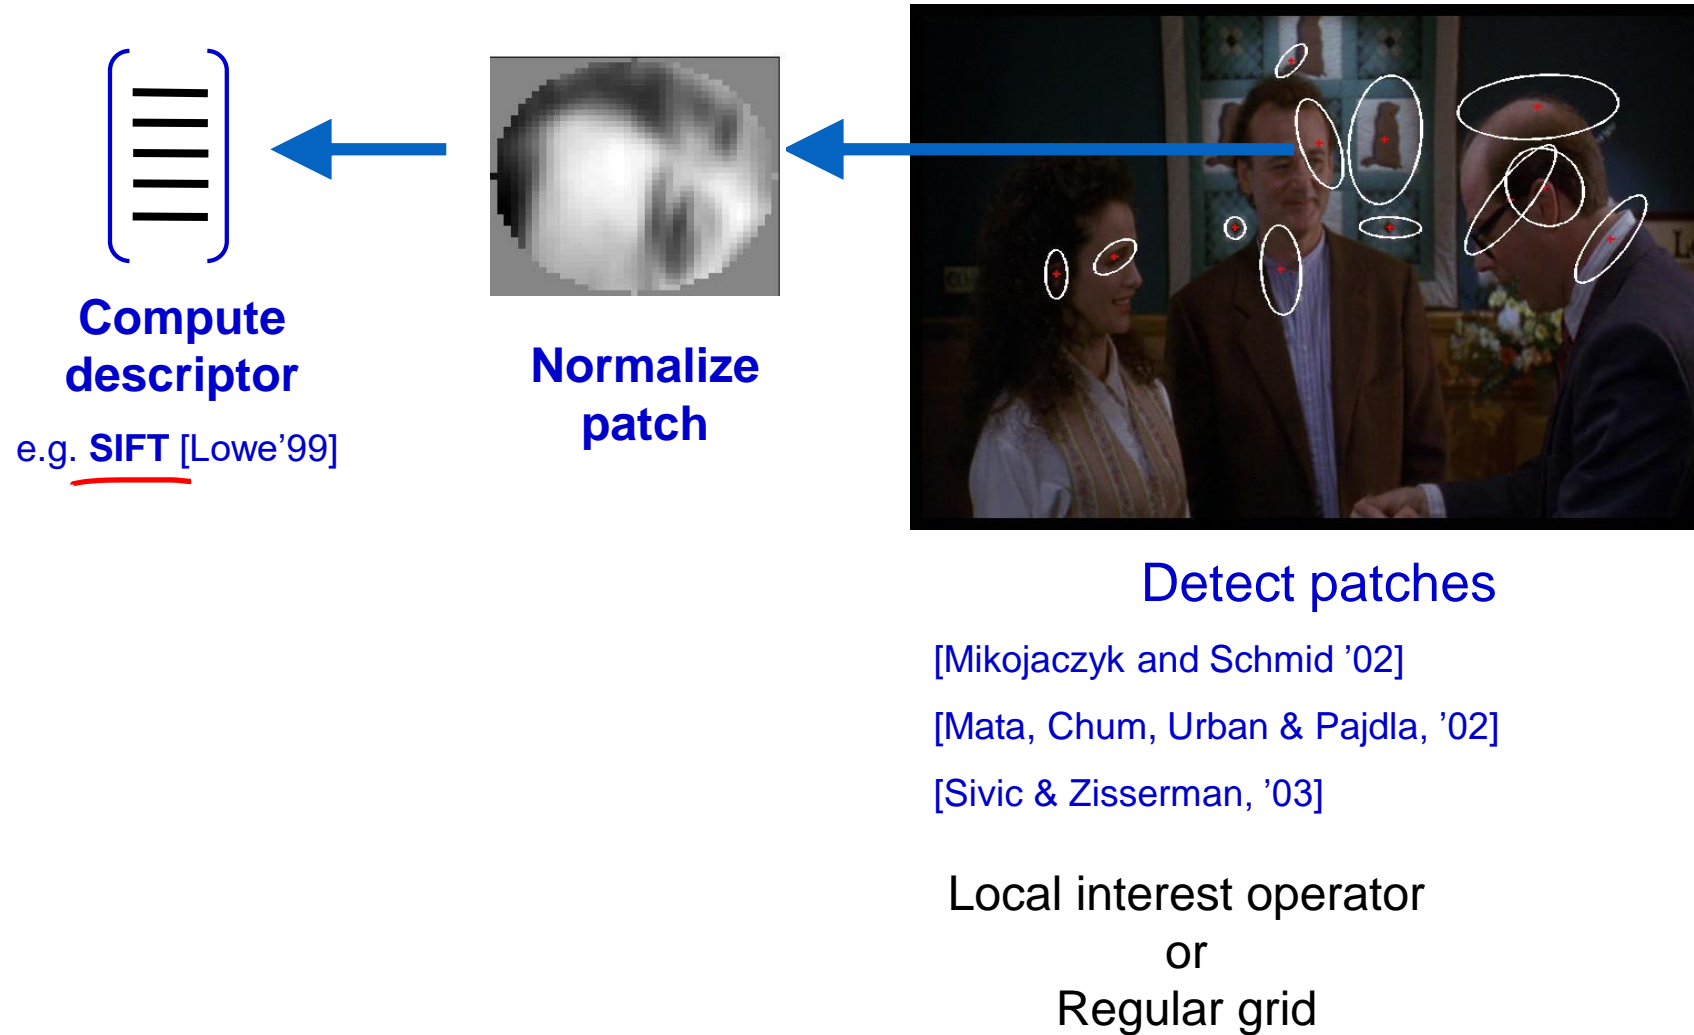 Compute
descriptor
e.g. SIFT [Lowe’99]
Normalize
patch
Detect patches
[Mikojaczyk and Schmid ’02]
[Mata, Chum, Urban & Pajdla, ’02]
[Sivic & Zisserman, ’03]
Local interest operator
or
Regular grid